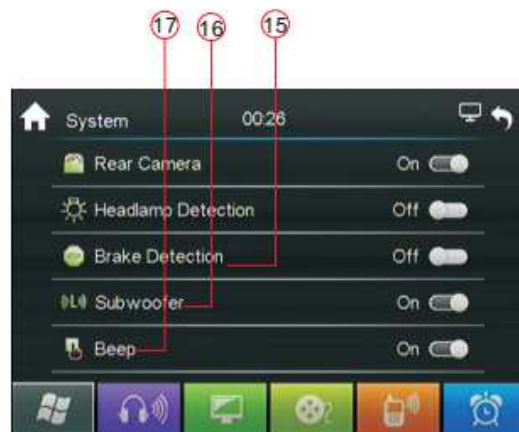 17 16 15
System 00:26
Rear Camera On
Headlamp Detection Off
Brake Detection Off
Subwoofer On
Beep On